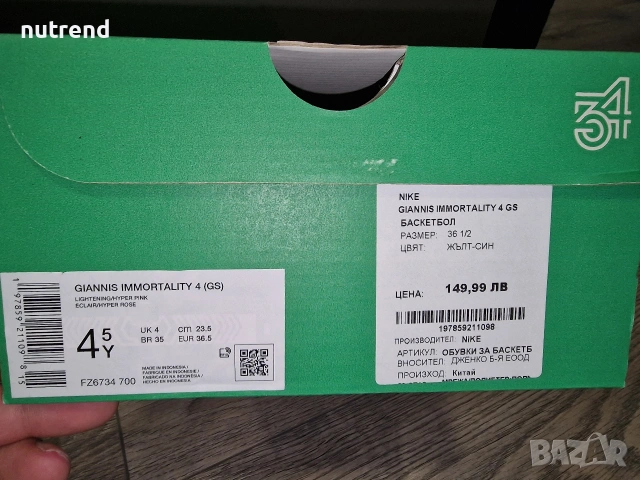 nutrend
34
NIKE
GIANNIS IMMORTALITY 4 GS
БАСКЕТБОЛ
РАЗМЕР: 36 1/2
ЦВЯТ: ЖЪЛТ-СИН
ЦЕНА: 149,99 ЛВ
197859211098
ПРОИЗВОДИТЕЛ: NIKE
АРТИКУЛ: ОБУВКИ ЗА БАСКЕТБ
ВНОСИТЕЛ: ДЖЕНКО Б-Я ЕООД
ПРОИЗХОД: Китай
GIANNIS IMMORTALITY 4 (GS)
LIGHTENING/HYPER PINK
ECLAIR/HYPER ROSE
4 5Y
UK 4 cm. 23.5
BR 35 EUR 36.5
FZ6734 700
MADE IN INDONESIA /
FABRIQUÉ EN INDONÉSIE /
FABRICADO NA INDONÉSIA /
HECHO EN INDONESIA
BAZAR